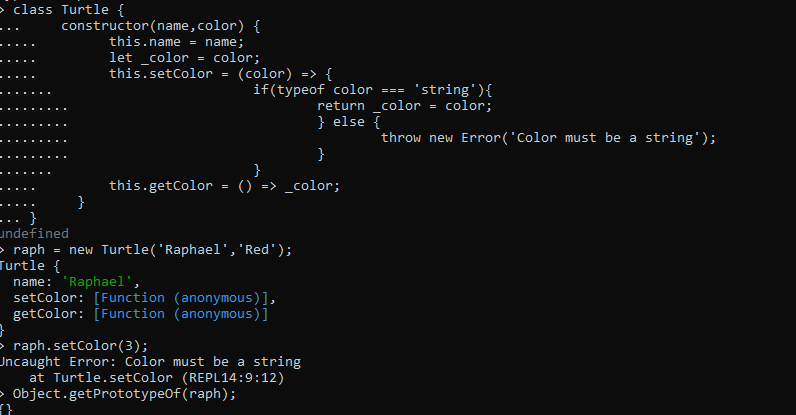 > class Turtle {
... constructor(name,color) {
..... this.name = name;
..... let _color = color;
..... this.setColor = (color) => {
....... if(typeof color === 'string'){
......... return _color = color;
......... } else {
......... throw new Error('Color must be a string');
......... }
....... }
..... this.getColor = () => _color;
..... }
... }
undefined
> raph = new Turtle('Raphael','Red');
Turtle {
name: 'Raphael',
setColor: [Function (anonymous)],
getColor: [Function (anonymous)]
}
> raph.setColor(3);
Uncaught Error: Color must be a string
at Turtle.setColor (REPL14:9:12)
> Object.getPrototypeOf(raph);
{}